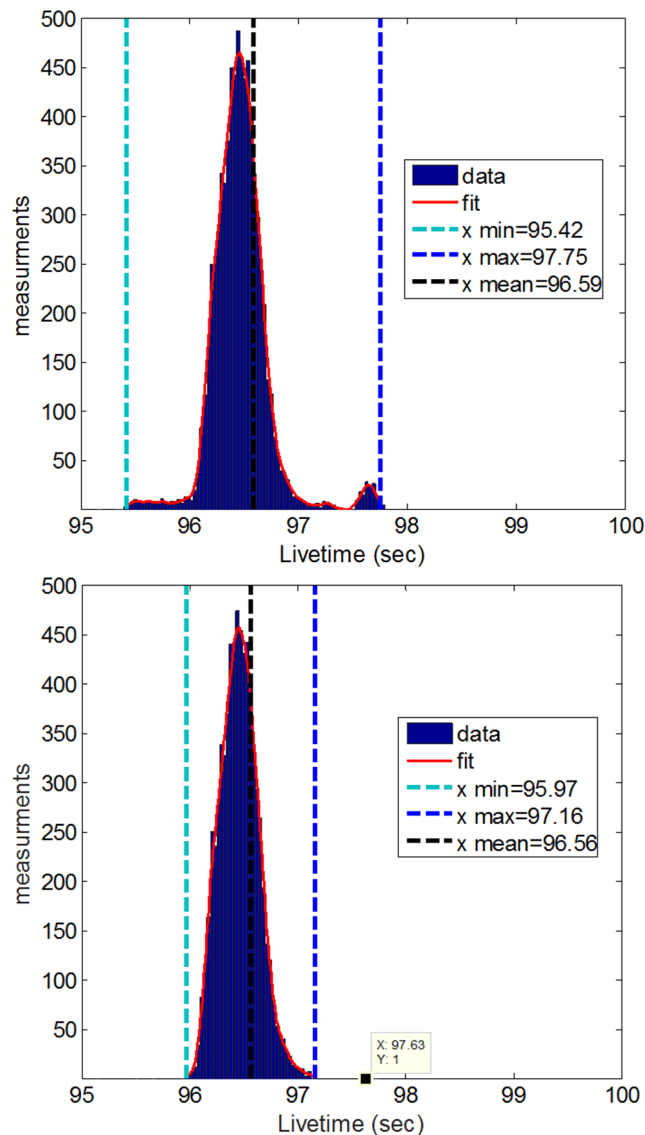 500
450
400
350
300
250
200
150
100
50
measurments
data
fit
x min=95.42
x max=97.75
x mean=96.59
95 96 97 98 99 100
Livetime (sec)
500
450
400
350
300
250
200
150
100
50
measurments
data
fit
x min=95.97
x max=97.16
x mean=96.56
X: 97.63
Y: 1
95 96 97 98 99 100
Livetime (sec)